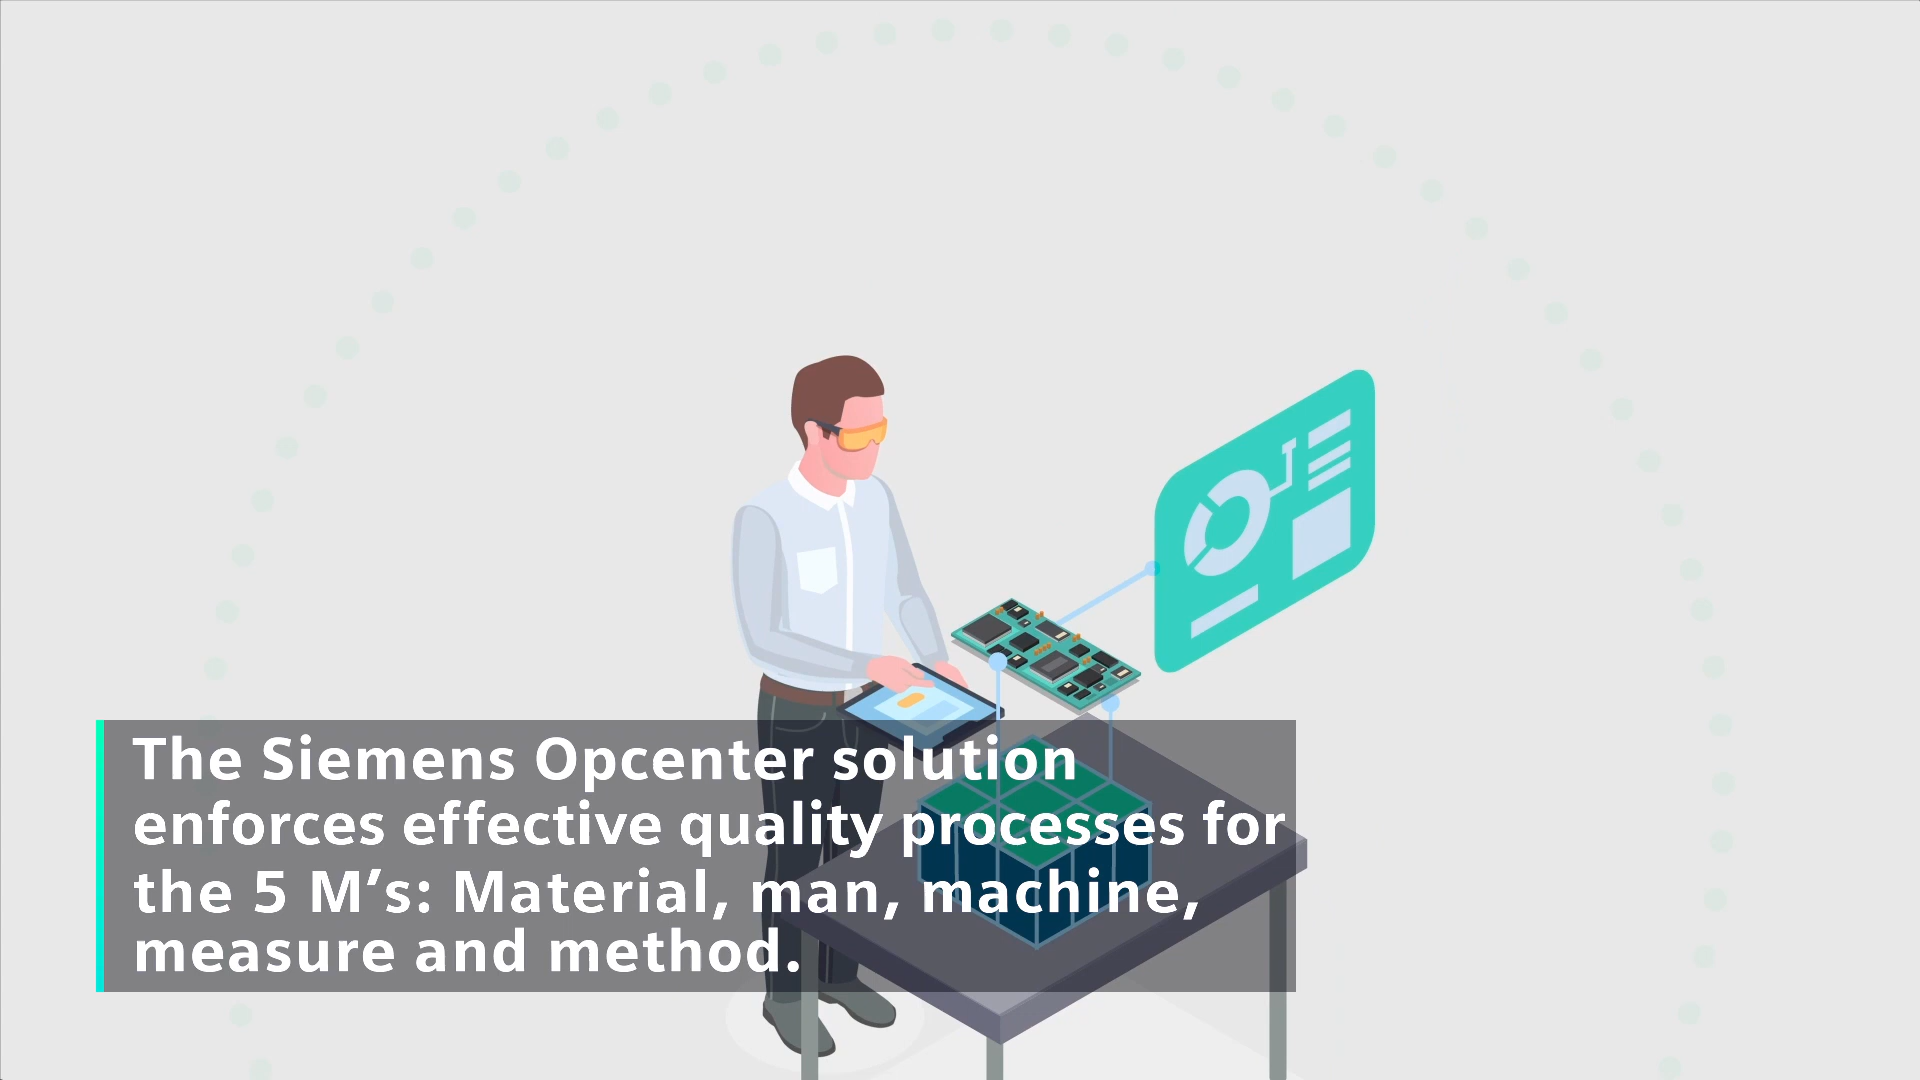 The Siemens Opcenter solution
enforces effective quality processes for
the 5 M’s: Material, man, machine,
measure and method.